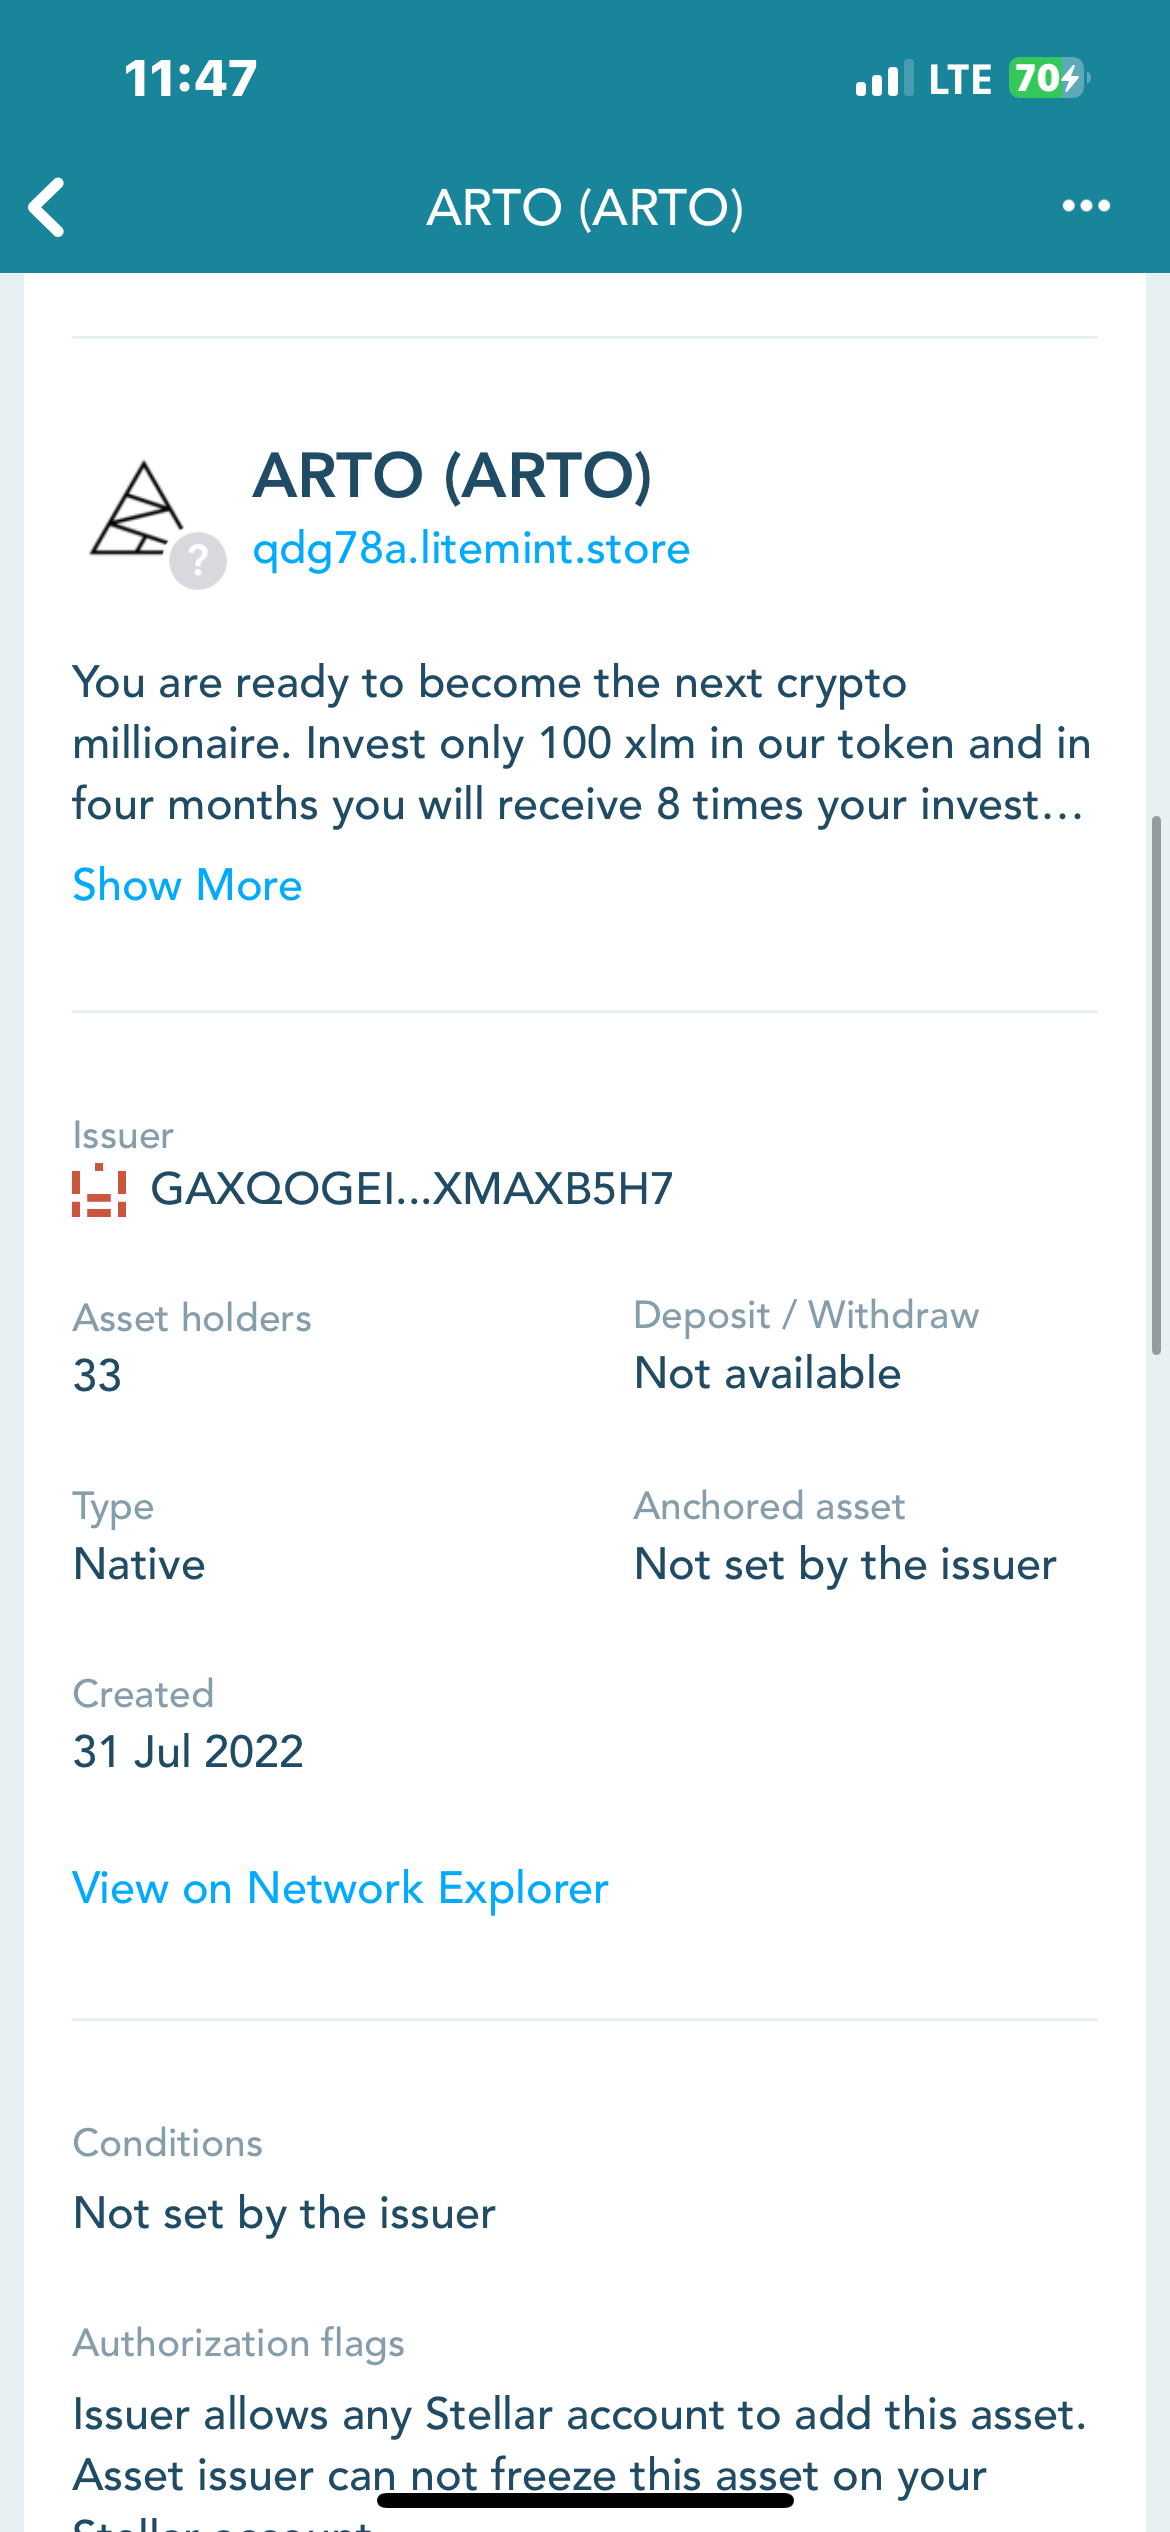 11:47
LTE 70
ARTO (ARTO)
ARTO (ARTO)
?
qdg78a.litemint.store
You are ready to become the next crypto
millionaire. Invest only 100 xlm in our token and in
four months you will receive 8 times your invest...
Show More
Issuer
GAXQOGEI...XMAXB5H7
Asset holders
Deposit / Withdraw
33
Not available
Type
Anchored asset
Native
Not set by the issuer
Created
31 Jul 2022
View on Network Explorer
Conditions
Not set by the issuer
Authorization flags
Issuer allows any Stellar account to add this asset.
Asset issuer can not freeze this asset on your
Stellar account